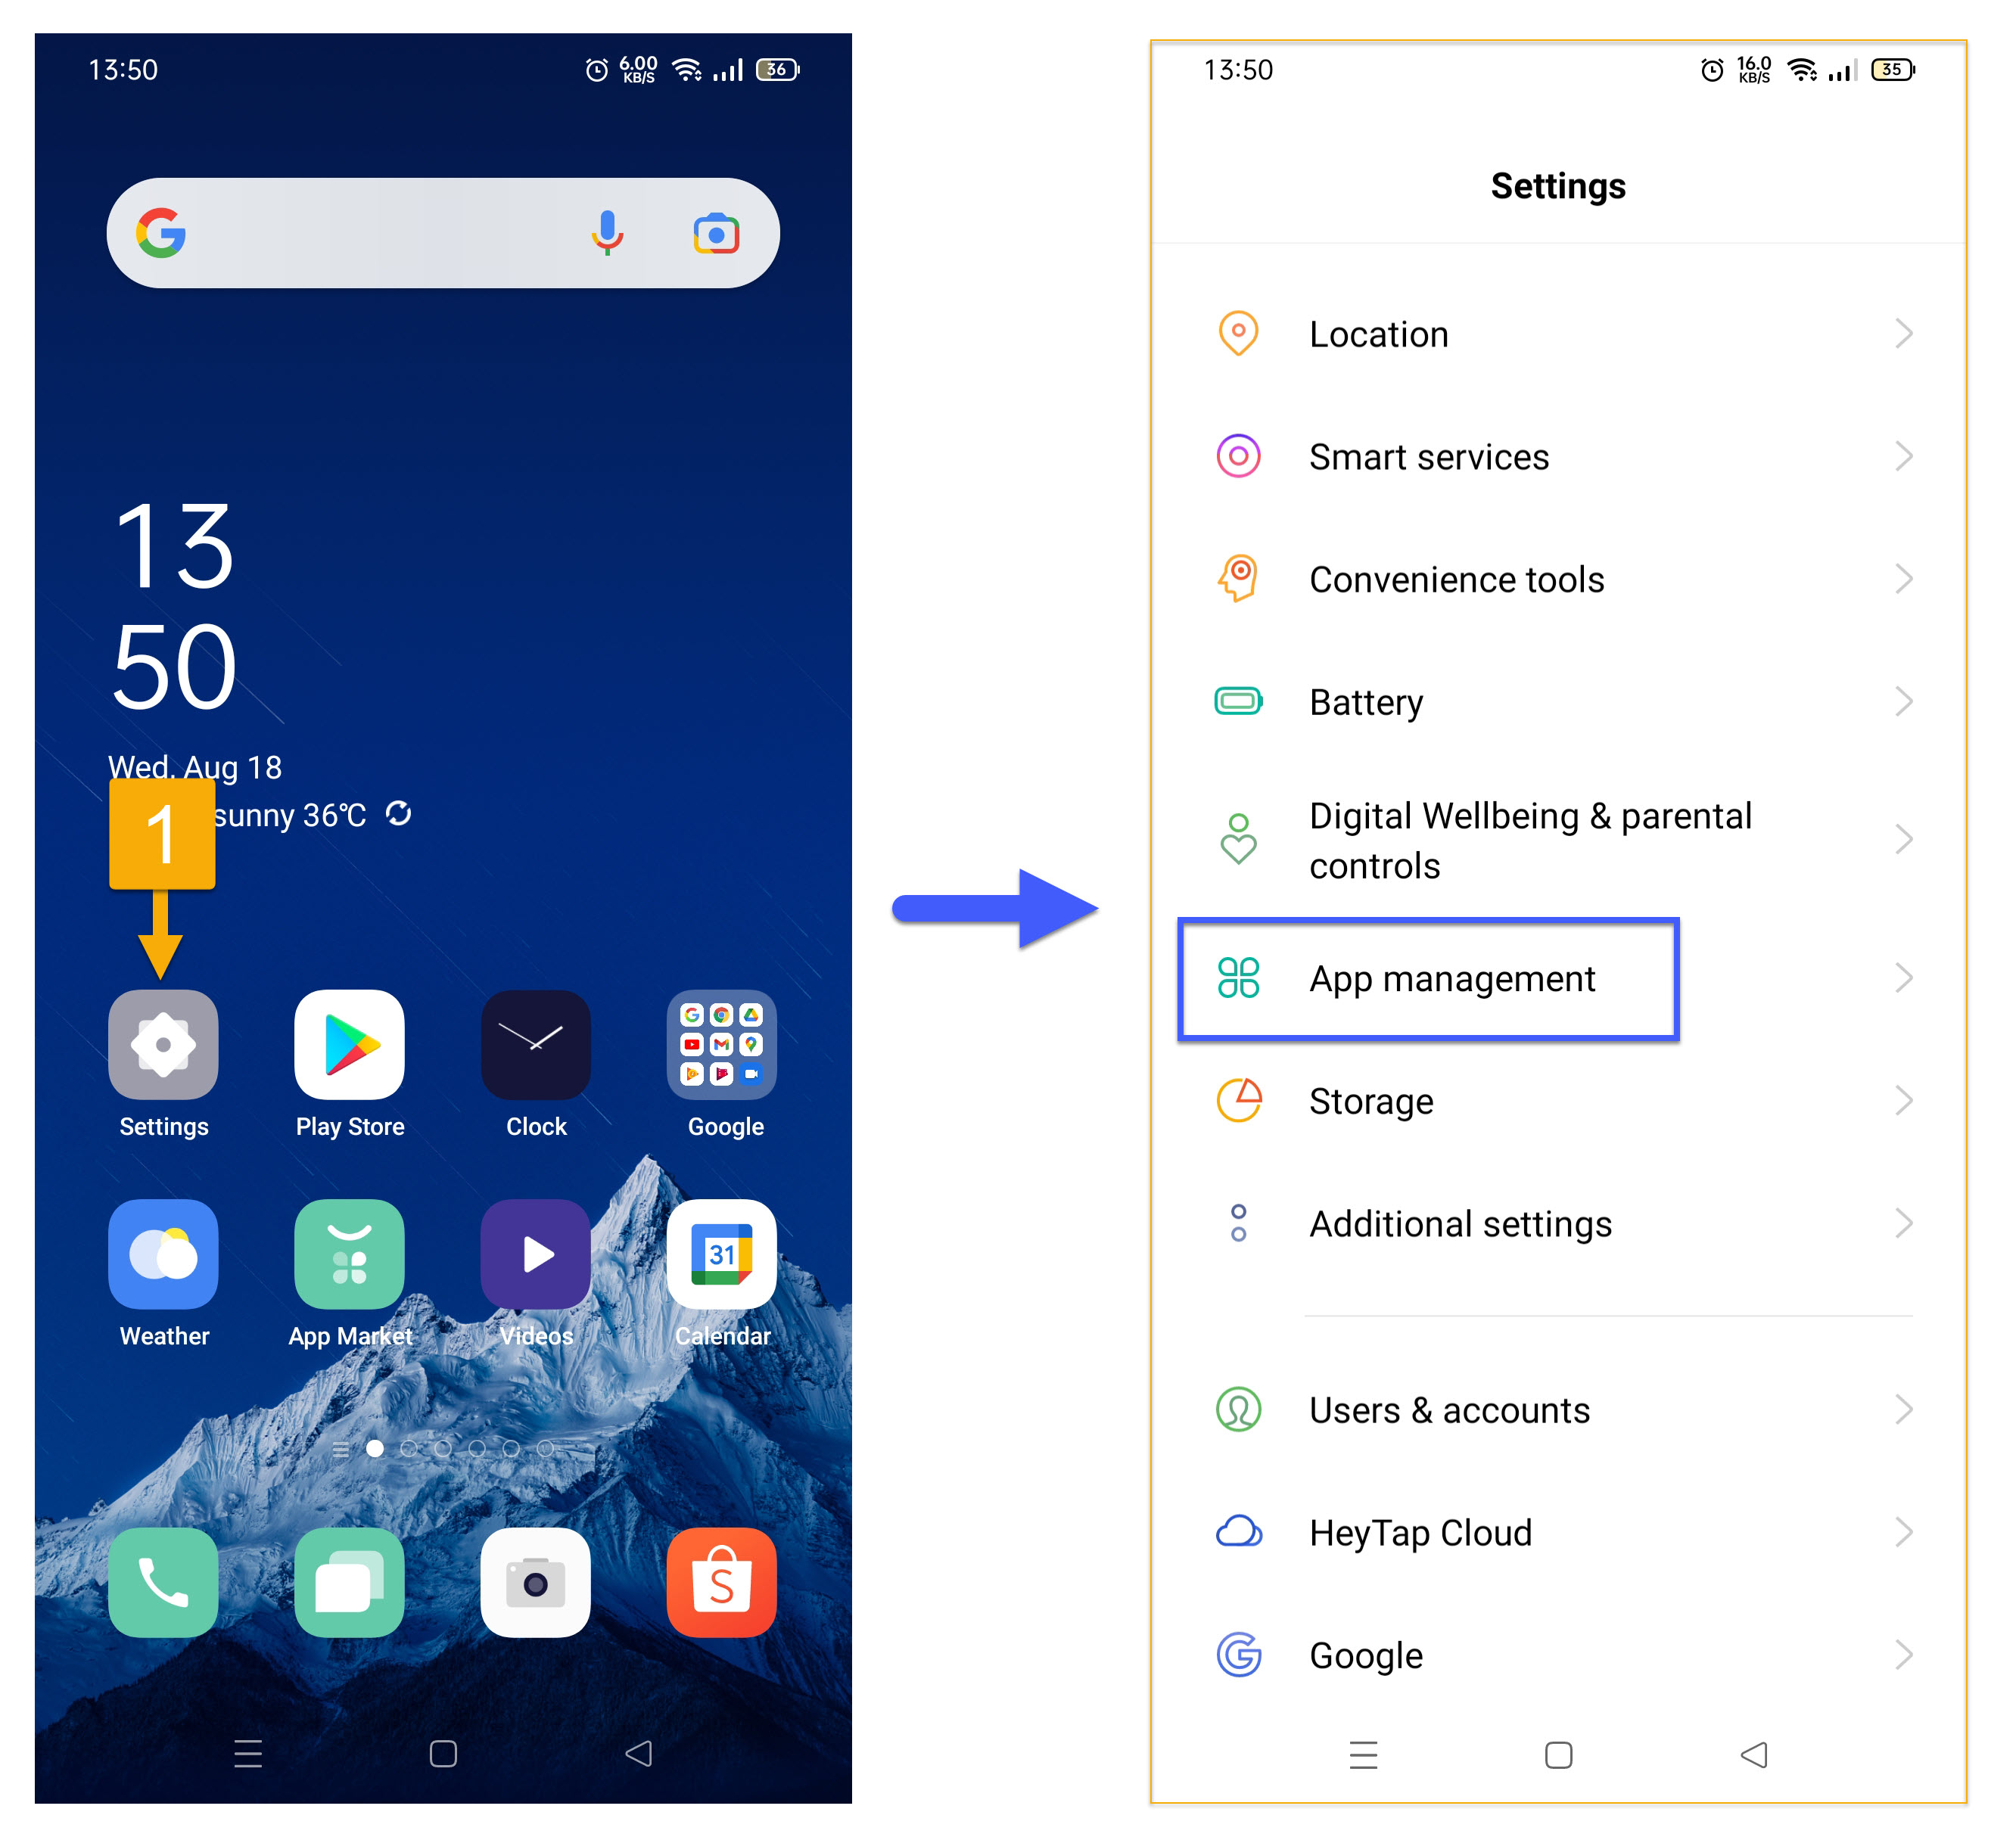 13:50
6.00
KB/S
36
13
50
Wed, Aug 18
1
sunny 36℃
Settings
Play Store
Clock
Google
31
Weather
App Market
Videos
Calendar
S
13:50
16.0
KB/S
35
Settings
Location
Smart services
Convenience tools
Battery
Digital Wellbeing & parental
controls
App management
Storage
Additional settings
Users & accounts
HeyTap Cloud
Google